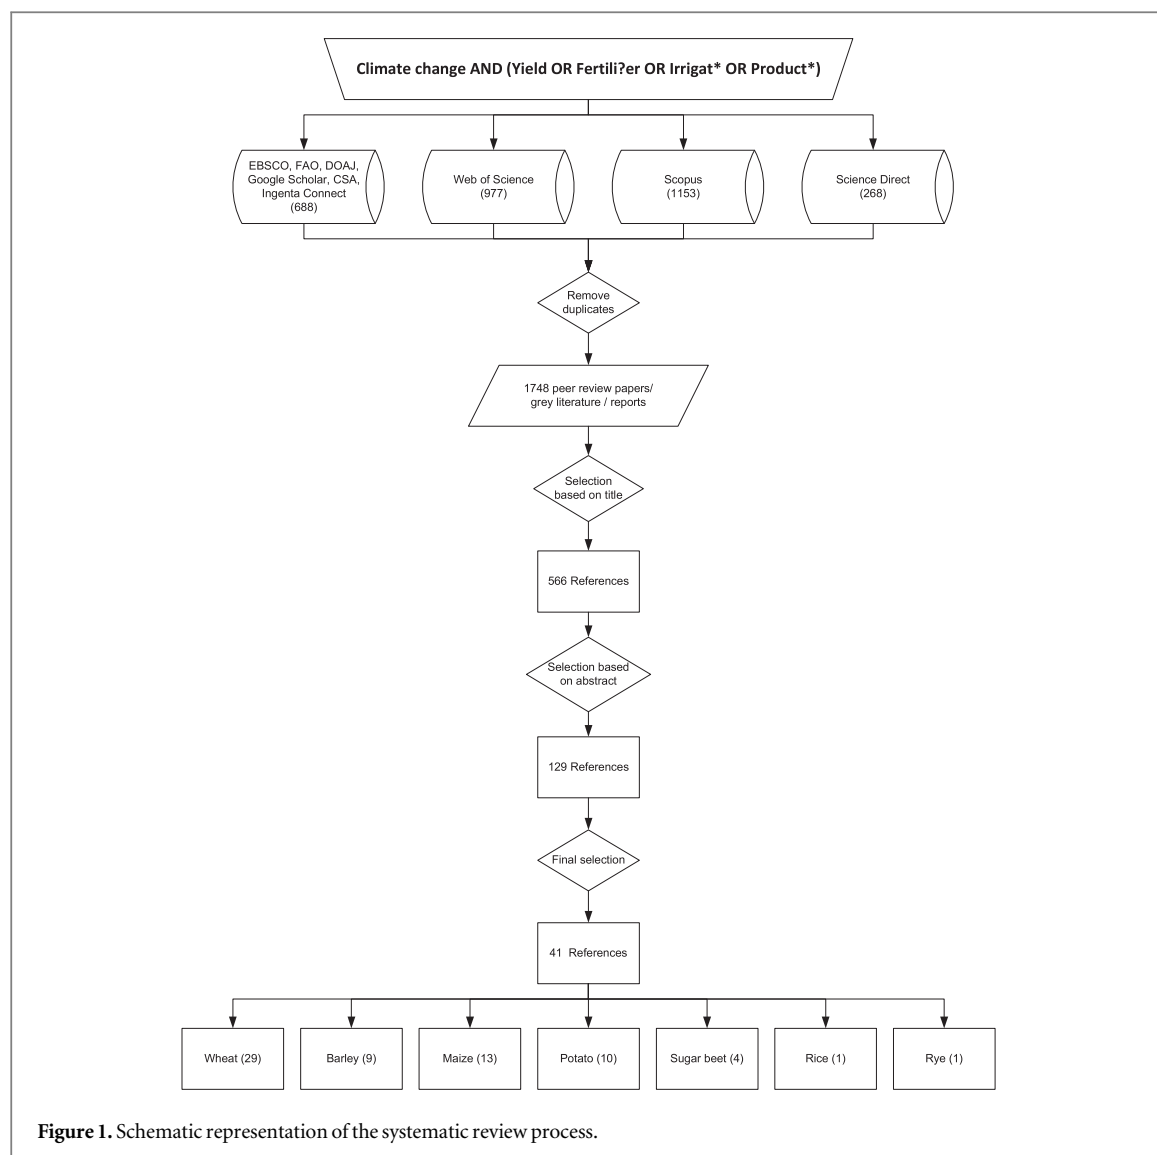 Climate change AND (Yield OR Fertili?er OR Irrigat* OR Product*)
EBSCO, FAO, DOAJ,
Google Scholar, CSA,
Ingenta Connect
(688)
Web of Science
(977)
Scopus
(1153)
Science Direct
(268)
Remove
duplicates
1748 peer review papers/
grey literature / reports
Selection
based on title
566 References
Selection based
on abstract
129 References
Final selection
41 References
Wheat (29)
Barley (9)
Maize (13)
Potato (10)
Sugar beet (4)
Rice (1)
Rye (1)
Figure 1. Schematic representation of the systematic review process.